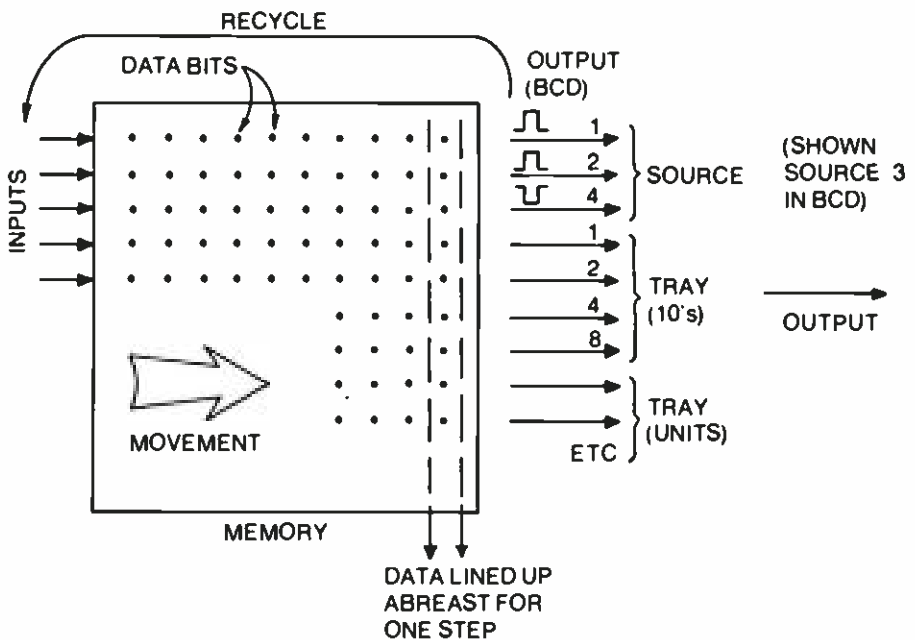 RECYCLE
DATA BITS
OUTPUT
(BCD)
INPUTS
1
2
4
SOURCE
(SHOWN
SOURCE 3
IN BCD)
1
2
4
8
TRAY
(10's)
OUTPUT
TRAY
(UNITS)
ETC
MOVEMENT
MEMORY
DATA LINED UP
ABREAST FOR
ONE STEP